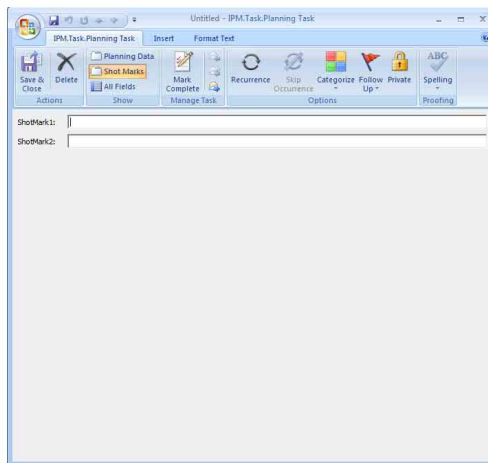 Untitled - IPM.Task.Planning Task
IPM.Task.Planning Task Insert Format Text
Save & Close
Delete
Planning Data
Shot Marks
All Fields
Mark Complete
Recurrence
Skip Occurrence
Categorize
Follow Up
Private
ABC
Spelling
Actions Show Manage Task Options Proofing
ShotMark1:
ShotMark2: